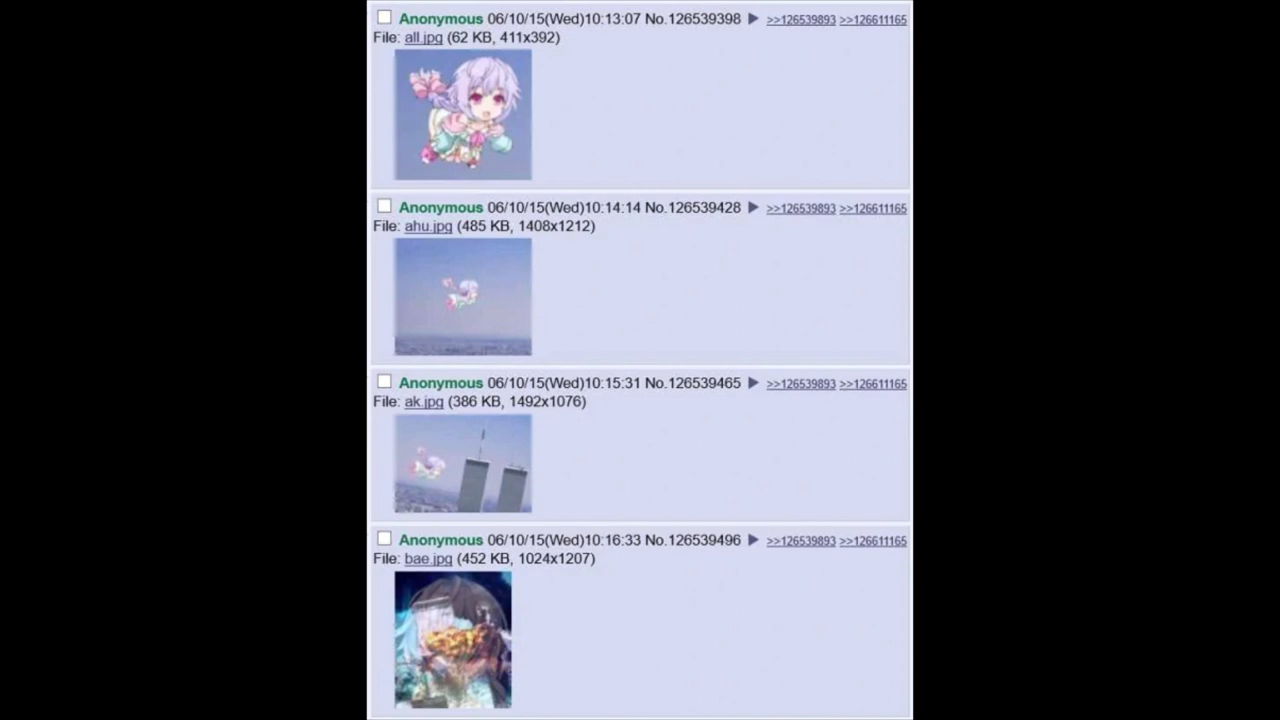 Anonymous 06/10/15(Wed)10:13:07 No.126539398 ▶ >>126539893 >>126611165
File: all.jpg (62 KB, 411x392)
Anonymous 06/10/15(Wed)10:14:14 No.126539428 ▶ >>126539893 >>126611165
File: ahu.jpg (485 KB, 1408x1212)
Anonymous 06/10/15(Wed)10:15:31 No.126539465 ▶ >>126539893 >>126611165
File: ak.jpg (386 KB, 1492x1076)
Anonymous 06/10/15(Wed)10:16:33 No.126539496 ▶ >>126539893 >>126611165
File: bae.jpg (452 KB, 1024x1207)